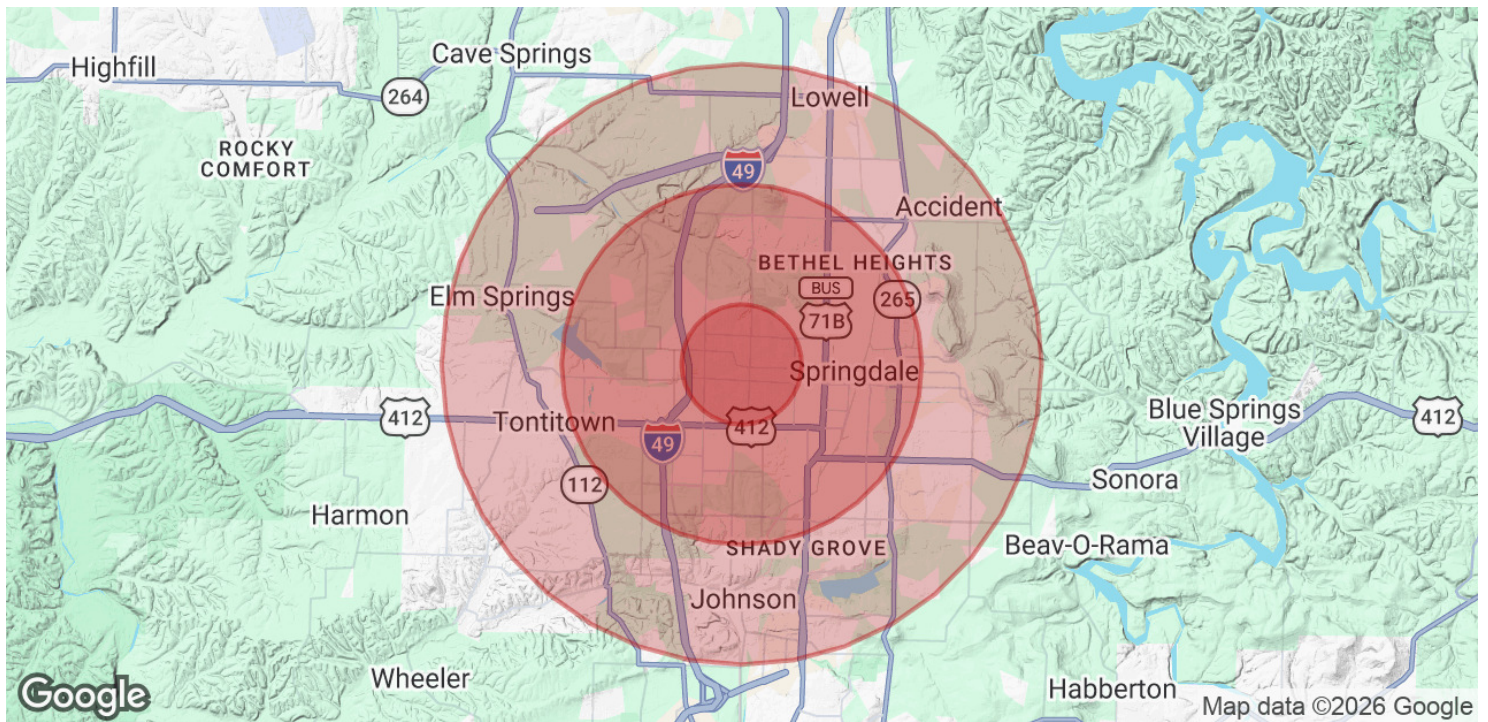 Highfill
Cave Springs
264
Lowell
ROCKY
COMFORT
49
Accident
BETHEL HEIGHTS
BUS
71B
265
Elm Springs
Springdale
412
Tontitown
49
412
Blue Springs
Village
412
112
Sonora
Harmon
SHADY GROVE
Beav-O-Rama
Johnson
Wheeler
Habberton
Google
Map data ©2026 Google